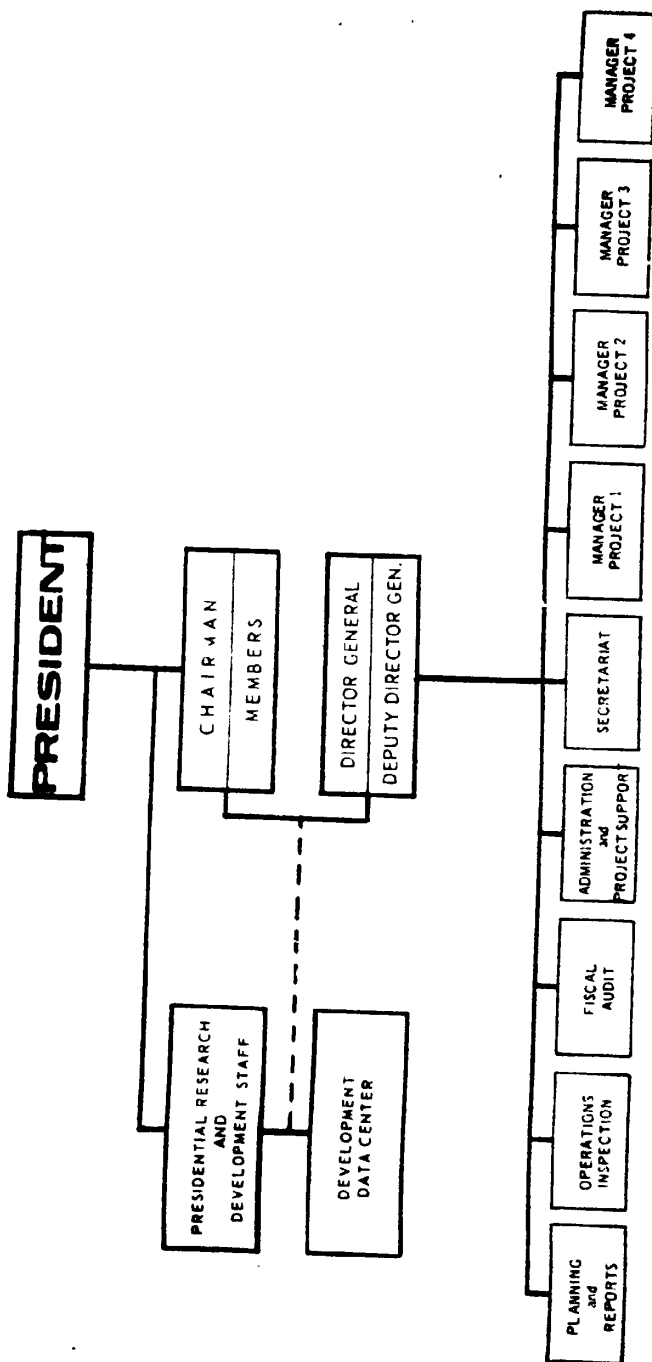 PRESIDENT
CHAIRMAN
MEMBERS
PRESIDENTIAL RESEARCH
AND
DEVELOPMENT STAFF
DEVELOPMENT
DATA CENTER
DIRECTOR GENERAL
DEPUTY DIRECTOR GEN.
PLANNING
and
REPORTS
OPERATIONS
INSPECTION
FISCAL
AUDIT
ADMINISTRATION
and
PROJECT SUPPORT
SECRETARIAT
MANAGER
PROJECT 1
MANAGER
PROJECT 2
MANAGER
PROJECT 3
MANAGER
PROJECT 4